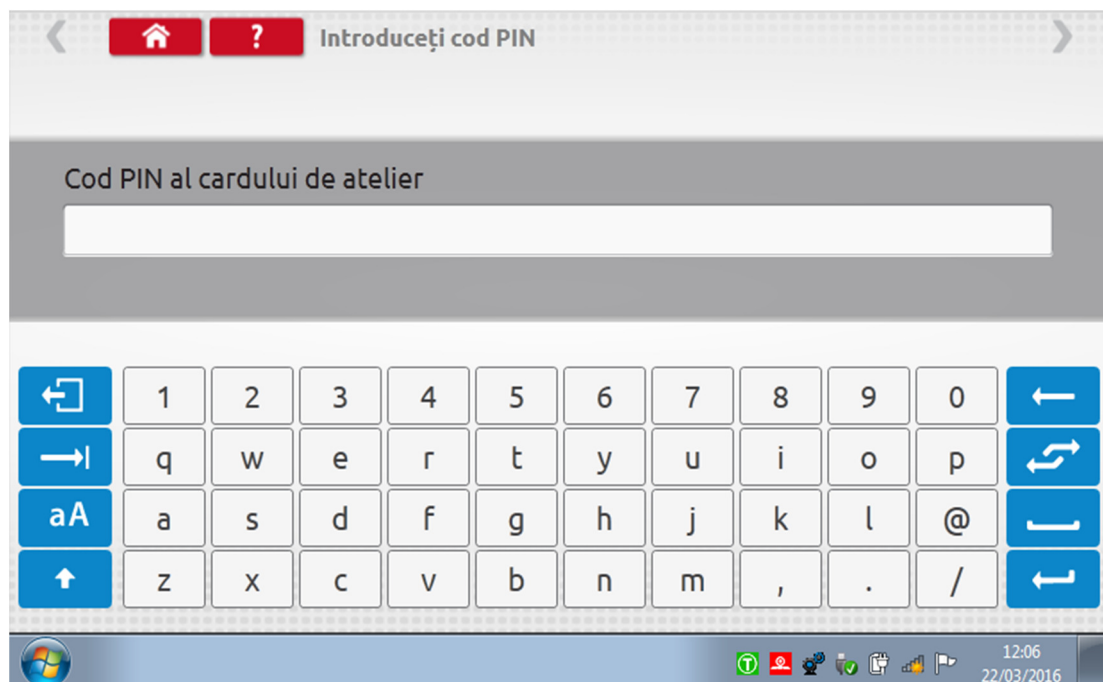 ? Introduceți cod PIN
Cod PIN al cardului de atelier
1 2 3 4 5 6 7 8 9 0
q w e r t y u i o p
aA a s d f g h j k l @
z x c v b n m , . /
12:06
22/03/2016